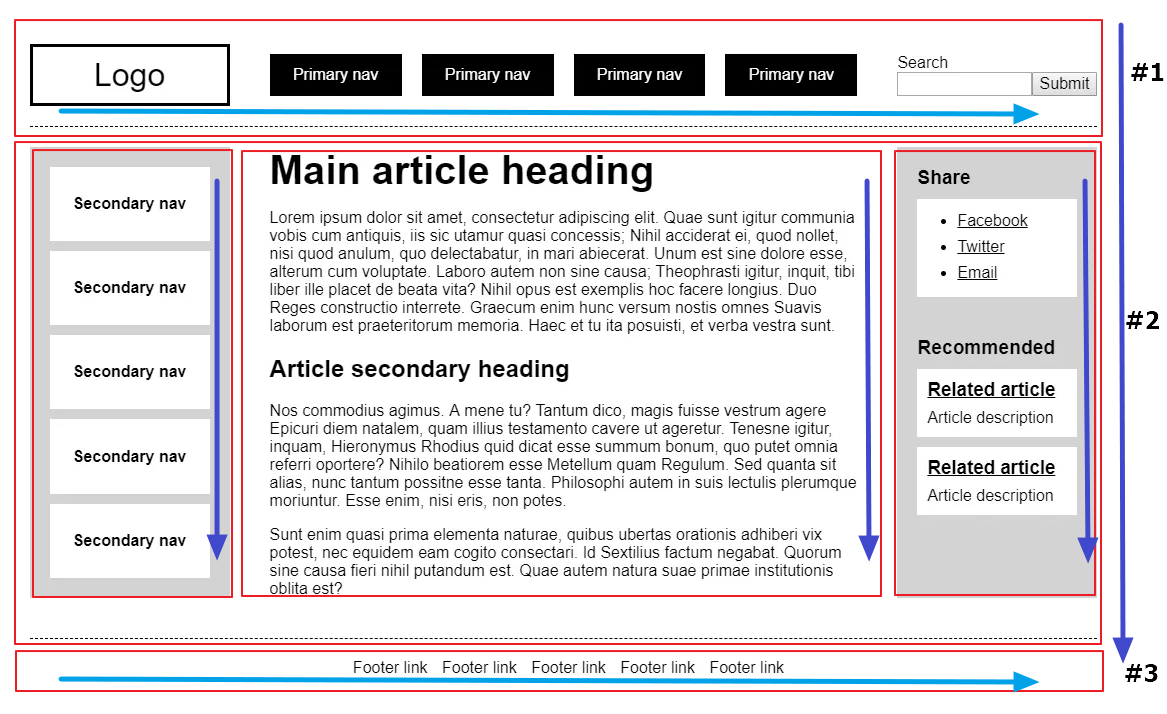 Logo
Primary nav
Primary nav
Primary nav
Primary nav
Search
Submit
#1
Secondary nav
Secondary nav
Secondary nav
Secondary nav
Secondary nav
Main article heading
Lorem ipsum dolor sit amet, consectetur adipiscing elit. Quae sunt igitur communia
vobis cum antiquis, iis sic utamur quasi concessis; Nihil acciderat ei, quod nollet,
nisi quod anulum, quo delectabatur, in mari abiecerat. Unum est sine dolore esse,
alterum cum voluptate. Laboro autem non sine causa; Theophrasti igitur, inquit, tibi
liber ille placet de beata vita? Nihil opus est exemplis hoc facere longius. Duo
Reges constructio interrete. Graecum enim hunc versum nostis omnes Suavis
laborum est praeteritorum memoria. Haec et tu ita posuisti, et verba vestra sunt.
Article secondary heading
Nos commodius agimus. A mene tu? Tantum dico, magis fuisse vestrum agere
Epicuri diem natalem, quam illius testamento cavere ut ageretur. Tenesne igitur,
inquam, Hieronymus Rhodius quid dicat esse summum bonum, quo putet omnia
referri oportere? Nihilo beatiorem esse Metellum quam Regulum. Sed quanta sit
alias, nunc tantum possitne esse tanta. Philosophi autem in suis lectulis plerumque
moriuntur. Esse enim, nisi eris, non potes.
Sunt enim quasi prima elementa naturae, quibus ubertas orationis adhiberi vix
potest, nec equidem eam cogito consectari. Id Sextilius factum negabat. Quorum
sine causa fieri nihil putandum est. Quae autem natura suae primae institutionis
oblita est?
Share
Facebook
Twitter
Email
Recommended
Related article
Article description
Related article
Article description
#2
Footer link
Footer link
Footer link
Footer link
Footer link
#3